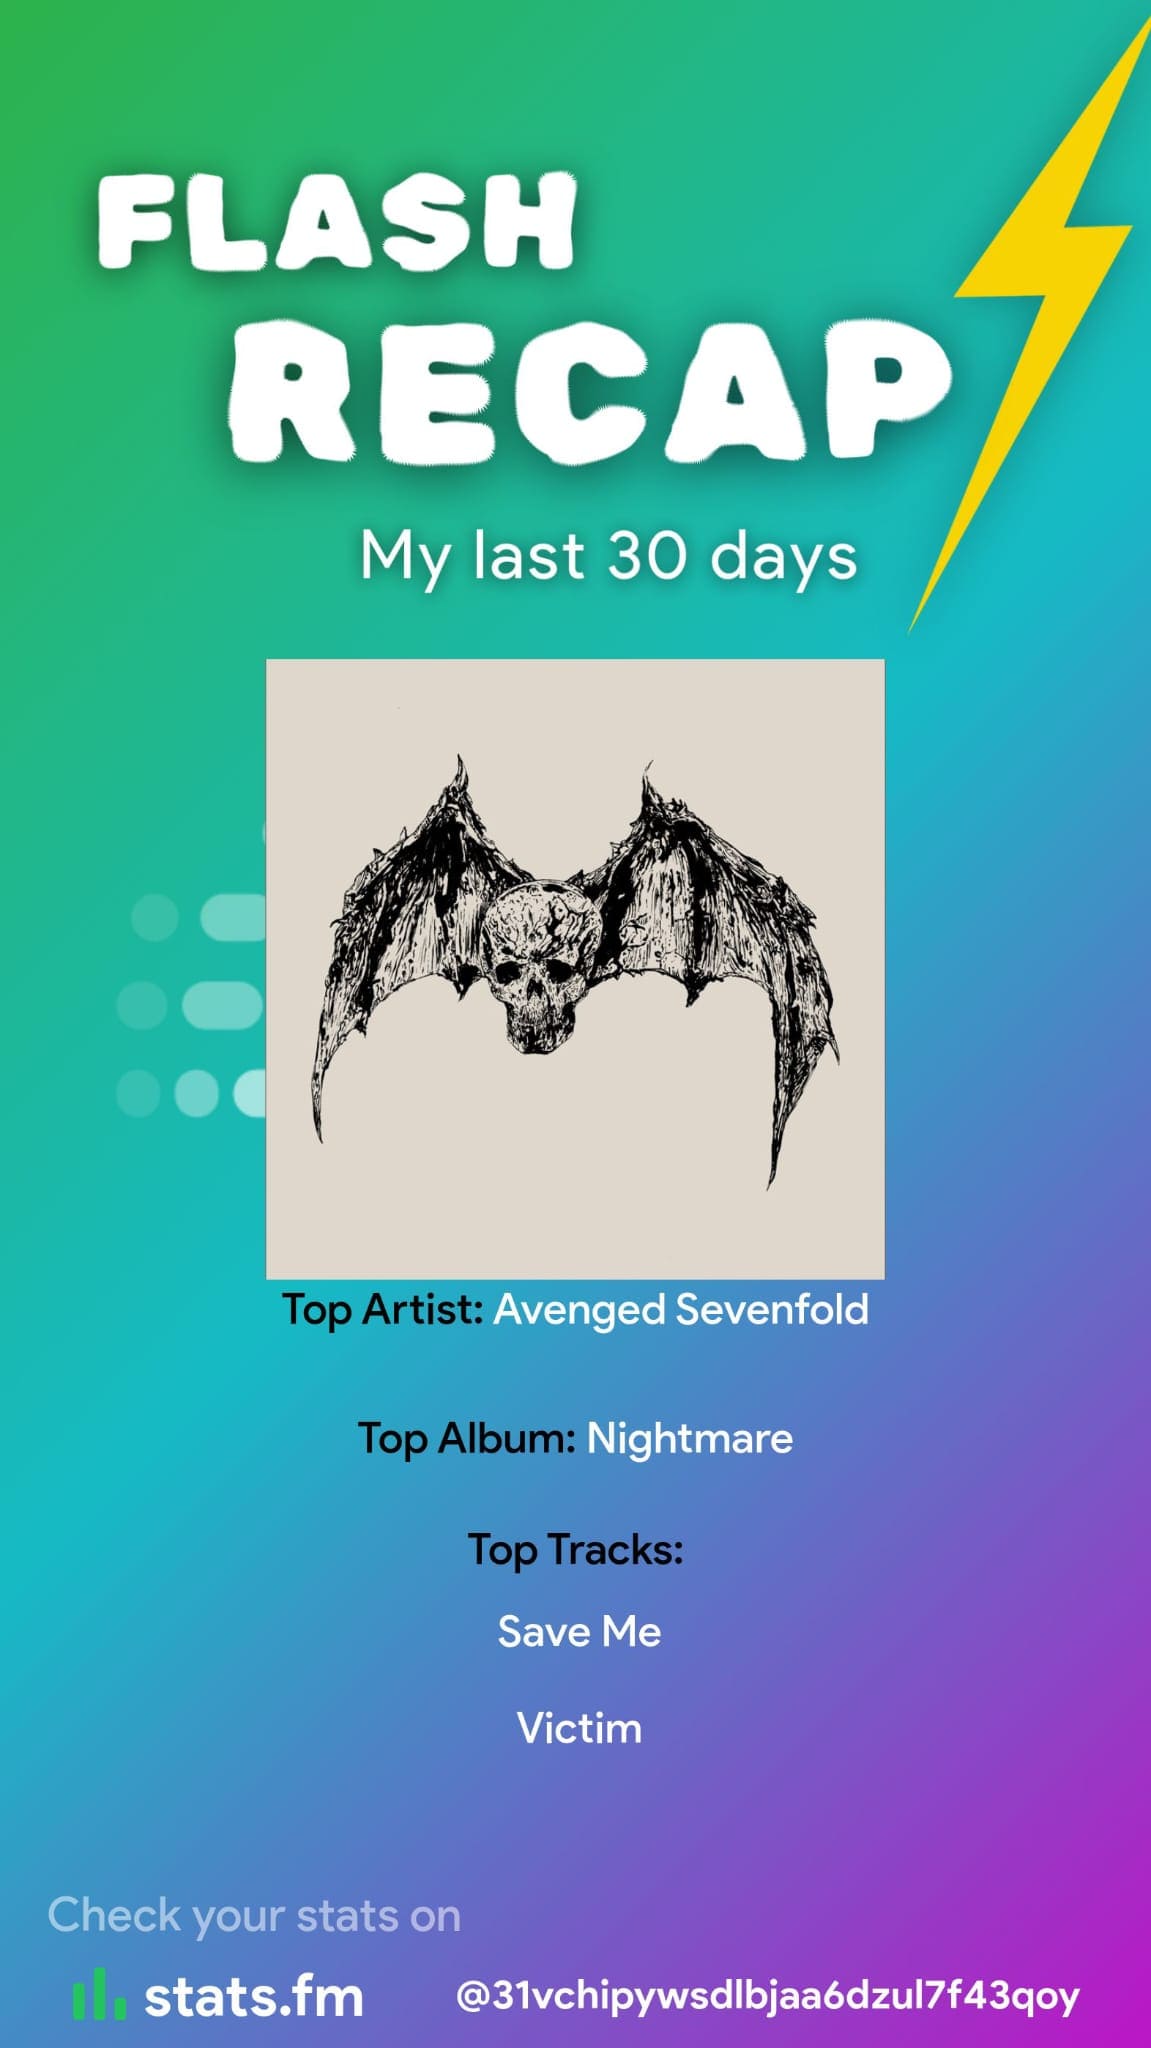 FLASH
RECAP
My last 30 days
Top Artist: Avenged Sevenfold
Top Album: Nightmare
Top Tracks:
Save Me
Victim
Check your stats on
stats.fm
@31vchipywsdlbjaa6dzul7f43qoy